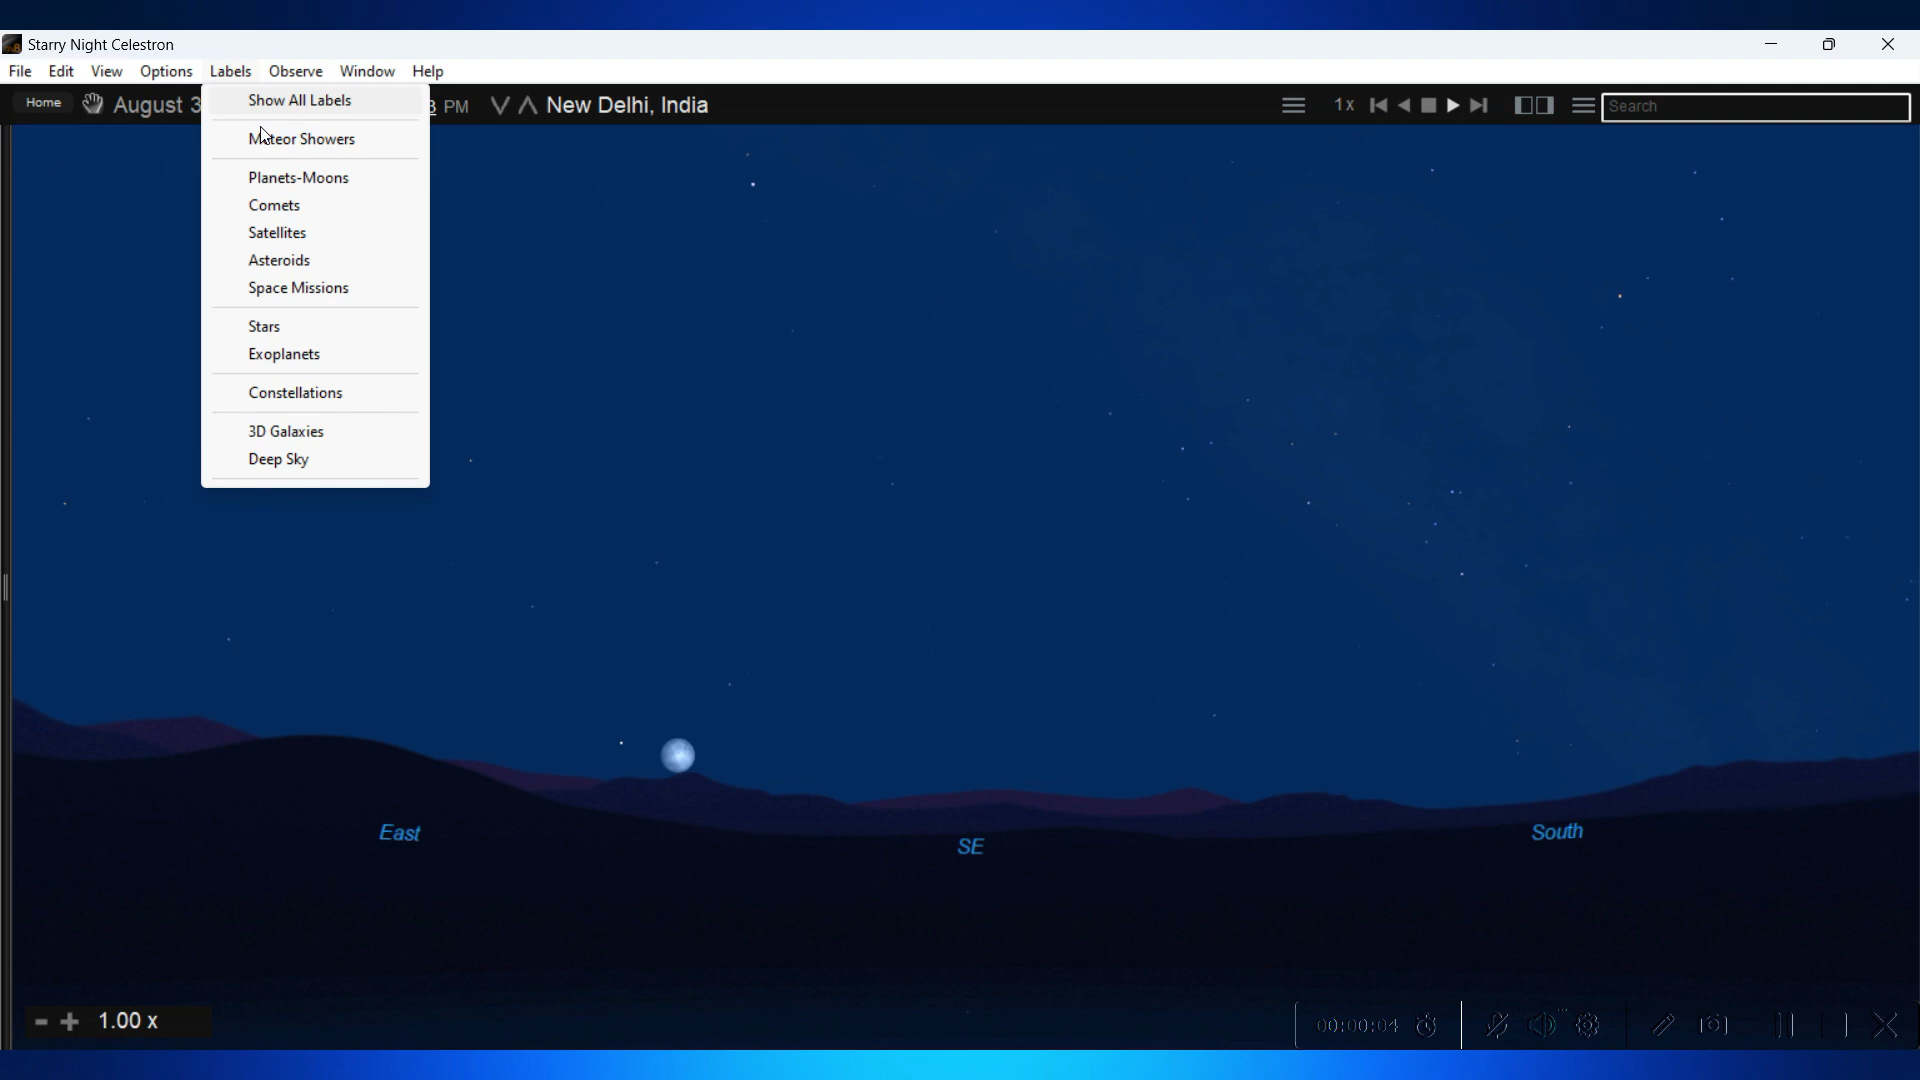 Starry Night Celestron
File Edit View Options Labels Observe Window Help
Home August 3 PM New Delhi, India 1x Search
Show All Labels
Meteor Showers
Planets-Moons
Comets
Satellites
Asteroids
Space Missions
Stars
Exoplanets
Constellations
3D Galaxies
Deep Sky
East SE South
1.00 x
00:00:04